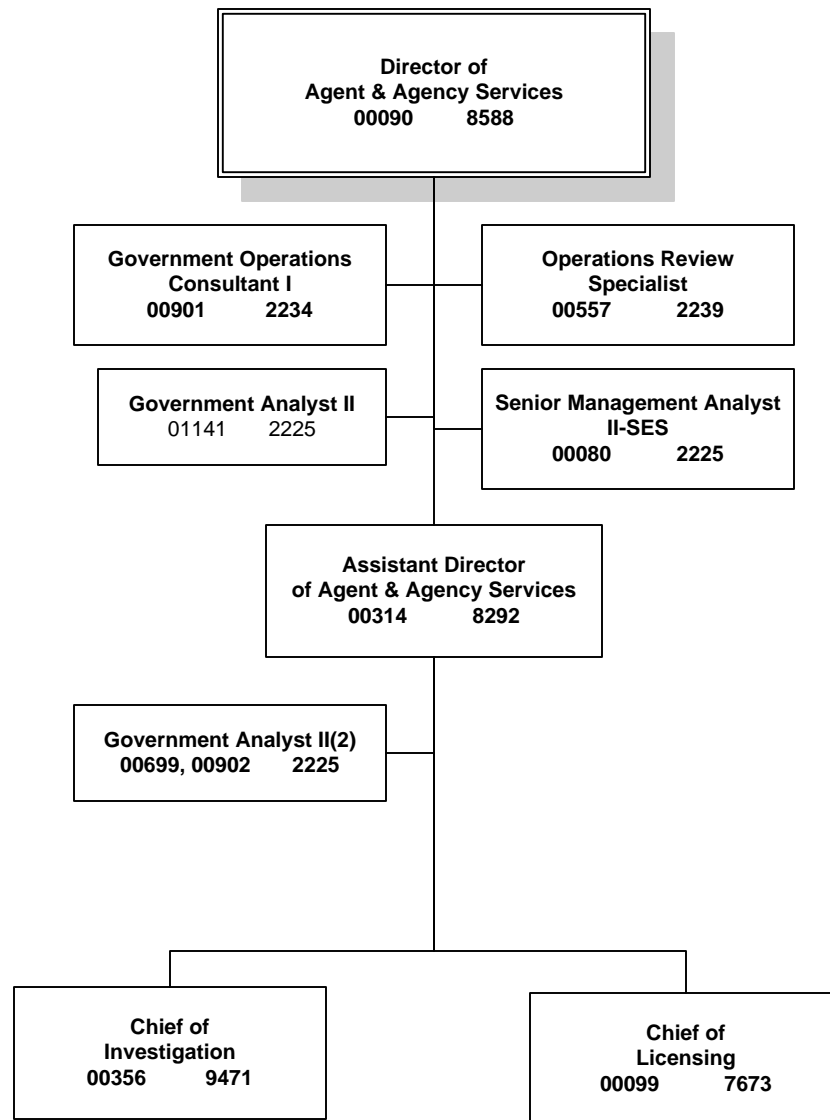 Director of
Agent & Agency Services
00090 8588
Government Operations
Consultant I
00901 2234
Operations Review
Specialist
00557 2239
Government Analyst II
01141 2225
Senior Management Analyst
II-SES
00080 2225
Assistant Director
of Agent & Agency Services
00314 8292
Government Analyst II(2)
00699, 00902 2225
Chief of
Investigation
00356 9471
Chief of
Licensing
00099 7673